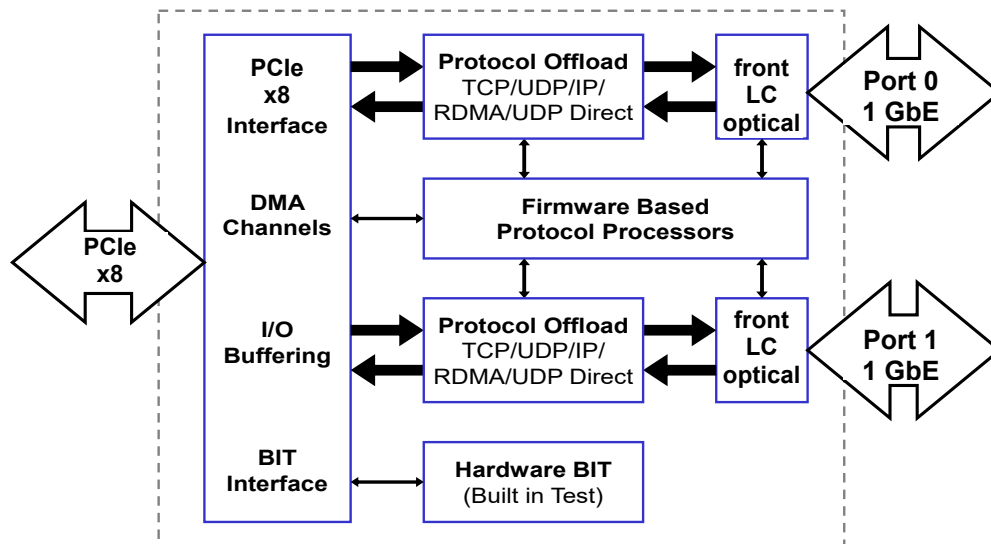 PCIe
x8
PCIe
x8
Interface
DMA
Channels
I/O
Buffering
BIT
Interface
Protocol Offload
TCP/UDP/IP/
RDMA/UDP Direct
front
LC
optical
Port 0
1 GbE
Firmware Based
Protocol Processors
Protocol Offload
TCP/UDP/IP/
RDMA/UDP Direct
front
LC
optical
Port 1
1 GbE
Hardware BIT
(Built in Test)